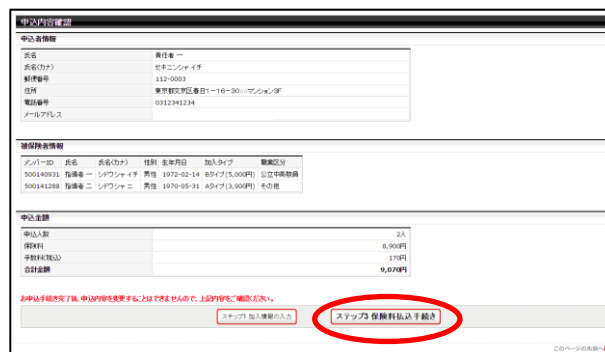 申込内容確認
申込者情報
氏名 責任者 一
氏名(カナ) セキニンシャ イチ
郵便番号 112-0003
住所 東京都文京区春日1-16-30○○マンション3F
電話番号 0312341234
メールアドレス
被保険者情報
メンバーID 氏名 氏名(カナ) 性別 生年月日 加入タイプ 職業区分
500140931 指導者 一 シドウシャ イチ 男性 1972-02-14 Bタイプ(5,000円) 公立中学教員
500141288 指導者 二 シドウシャ ニ 男性 1970-05-31 Aタイプ(3,900円) その他
申込金額
申込人数 2人
保険料 8,900円
手数料(税込) 170円
合計金額 9,070円
お申込手続き完了後、申込内容を変更することはできませんので、上記内容をご確認ください。
ステップ1 加入情報の入力
ステップ3 保険料払込手続き
このページの先頭へ